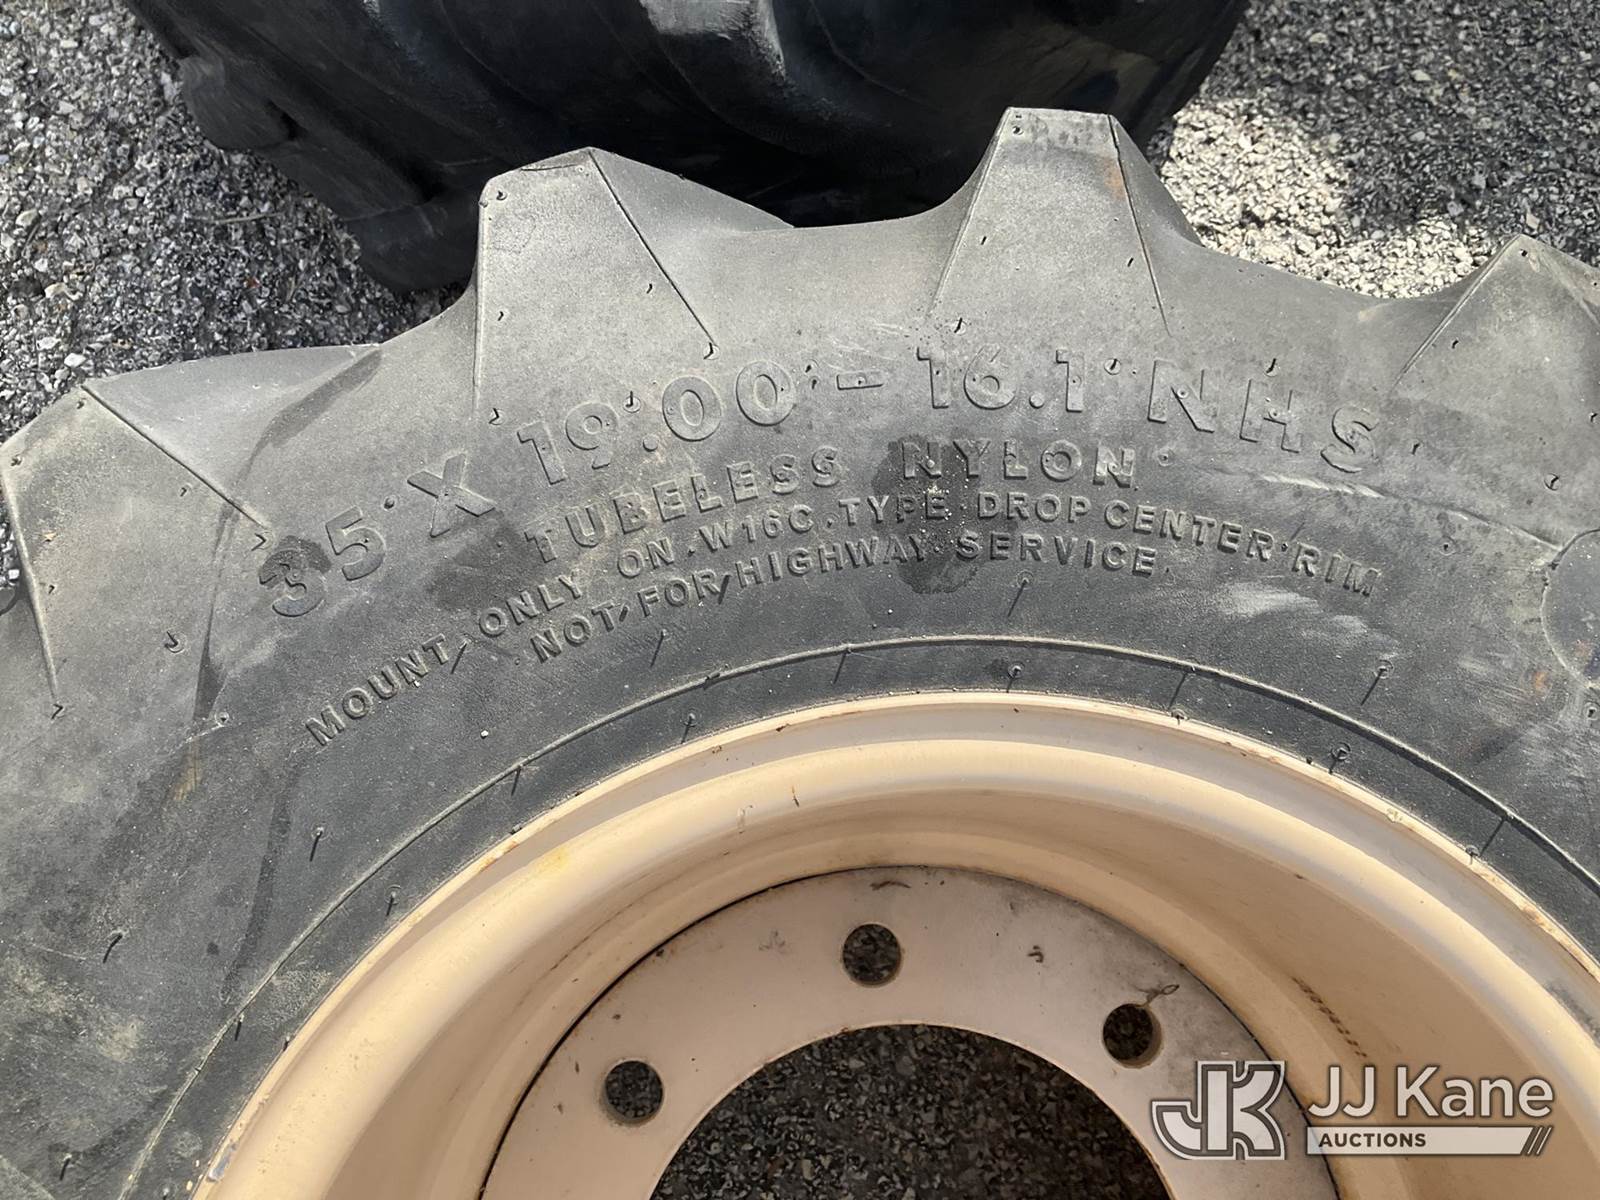 35 X 19.00 - 16.1 NHS
TUBELESS NYLON
MOUNT ONLY ON W16C TYPE DROP CENTER RIM
NOT FOR HIGHWAY SERVICE
JK JJ Kane
AUCTIONS